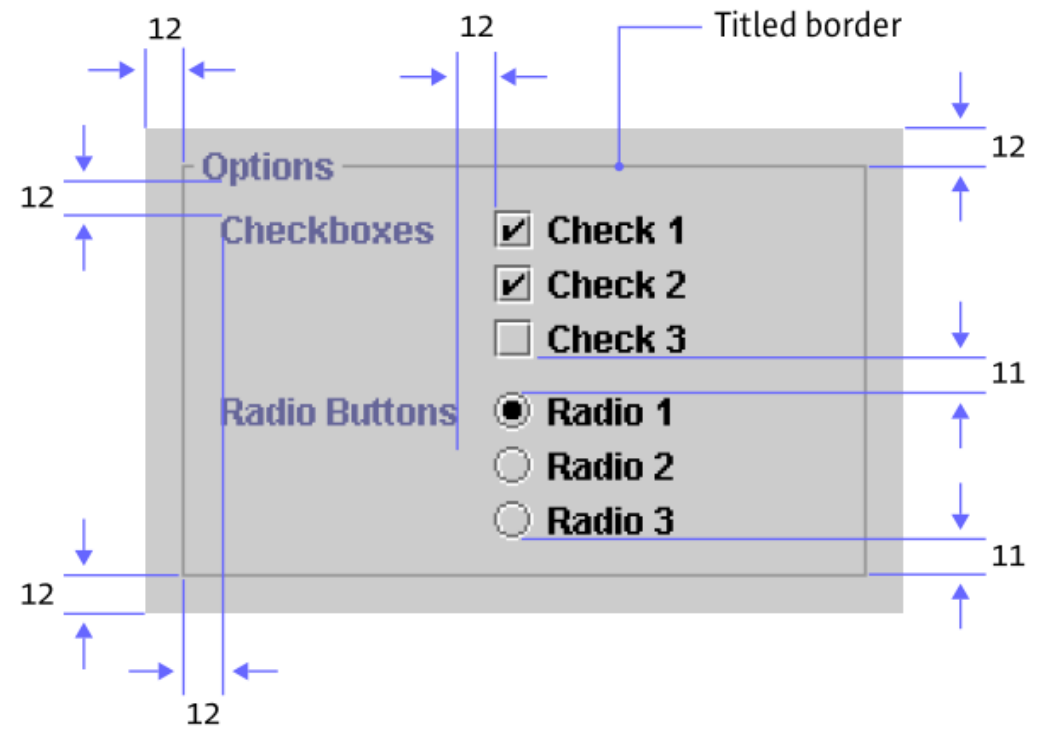 12
12
Titled border
12
Options
12
Checkboxes
Check 1
Check 2
Check 3
11
Radio Buttons
Radio 1
Radio 2
Radio 3
11
12
12